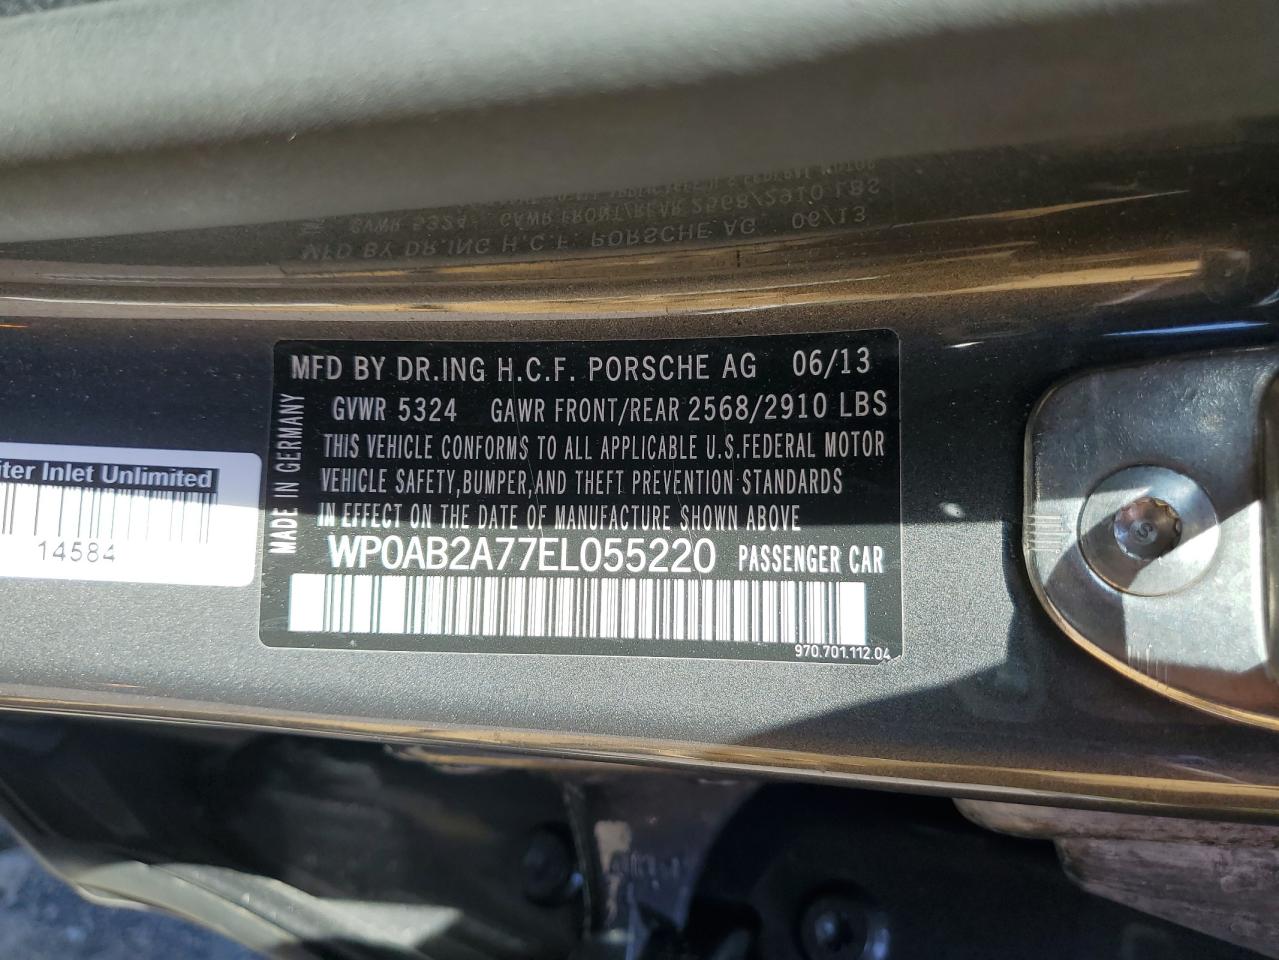 MFD BY DR.ING H.C.F. PORSCHE AG 06/13
GVWR 5324 GAWR FRONT/REAR 2568/2910 LBS
THIS VEHICLE CONFORMS TO ALL APPLICABLE U.S.FEDERAL MOTOR
VEHICLE SAFETY,BUMPER,AND THEFT PREVENTION STANDARDS
IN EFFECT ON THE DATE OF MANUFACTURE SHOWN ABOVE
WP0AB2A77EL055220 PASSENGER CAR
970.701.112.04
MADE IN GERMANY
Inlet Unlimited
14584